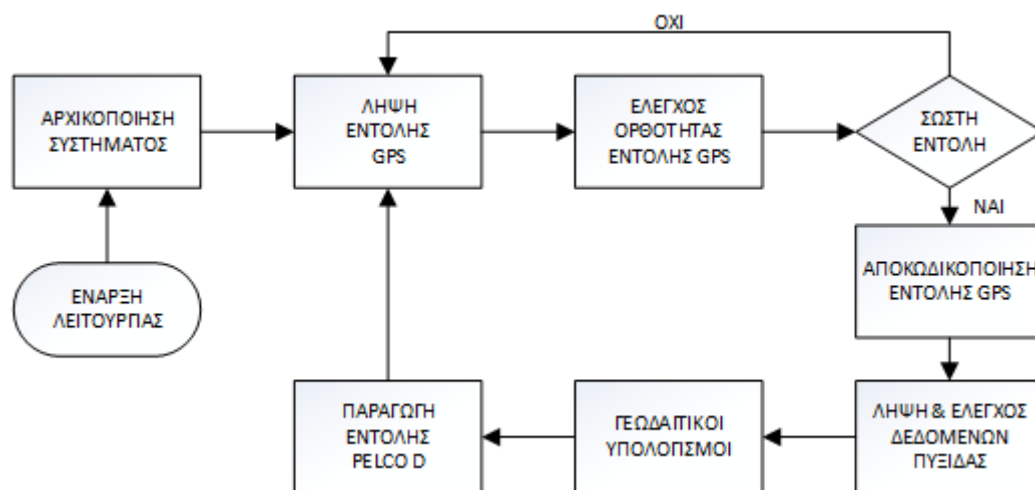 ΟΧΙ
ΑΡΧΙΚΟΠΟΙΗΣΗ
ΣΥΣΤΗΜΑΤΟΣ
ΛΗΨΗ
ΕΝΤΟΛΗΣ
GPS
ΕΛΕΓΧΟΣ
ΟΡΘΟΤΗΤΑΣ
ΕΝΤΟΛΗΣ GPS
ΣΩΣΤΗ
ΕΝΤΟΛΗ
ΝΑΙ
ΑΠΟΚΩΔΙΚΟΠΟΙΗΣΗ
ΕΝΤΟΛΗΣ GPS
ΕΝΑΡΞΗ
ΛΕΙΤΟΥΡΓΙΑΣ
ΠΑΡΑΓΩΓΗ
ΕΝΤΟΛΗΣ
PELCO D
ΓΕΩΔΑΙΤΙΚΟΙ
ΥΠΟΛΟΓΙΣΜΟΙ
ΛΗΨΗ & ΕΛΕΓΧΟΣ
ΔΕΔΟΜΕΝΩΝ
ΠΥΞΙΔΑΣ